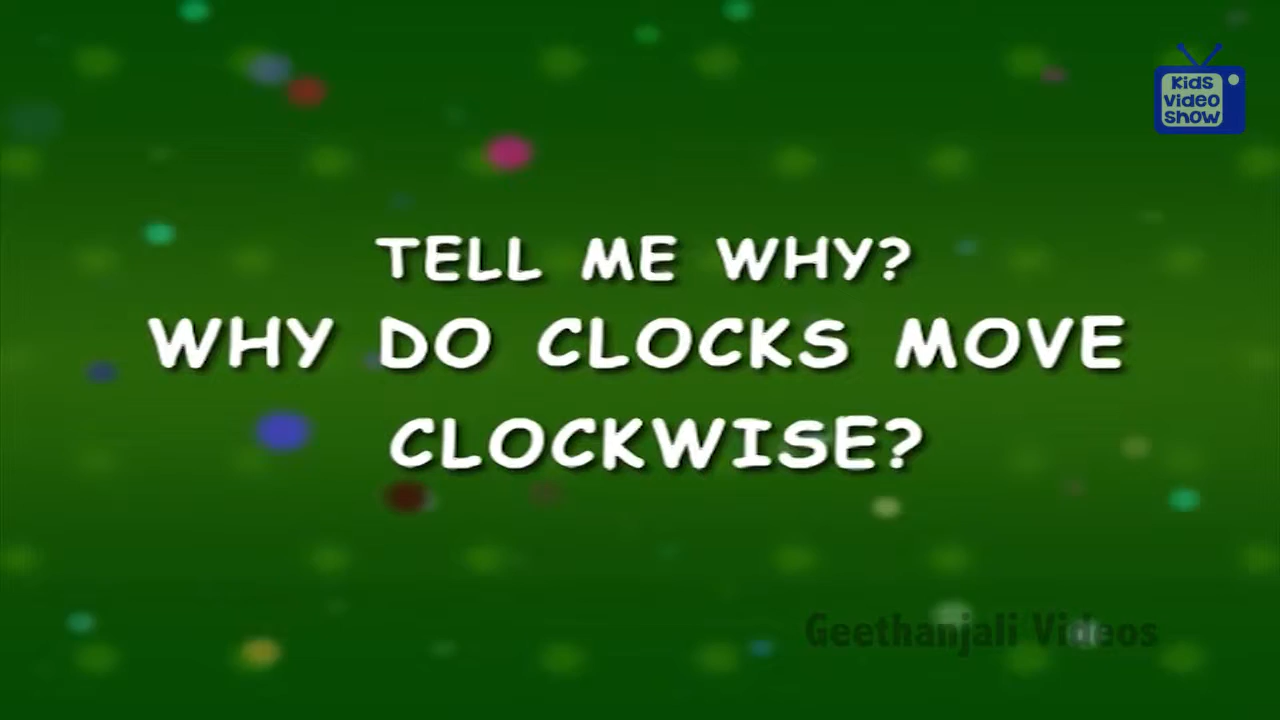 Kids
video
show
TELL ME WHY?
WHY DO CLOCKS MOVE
CLOCKWISE?
Geethanjali Videos